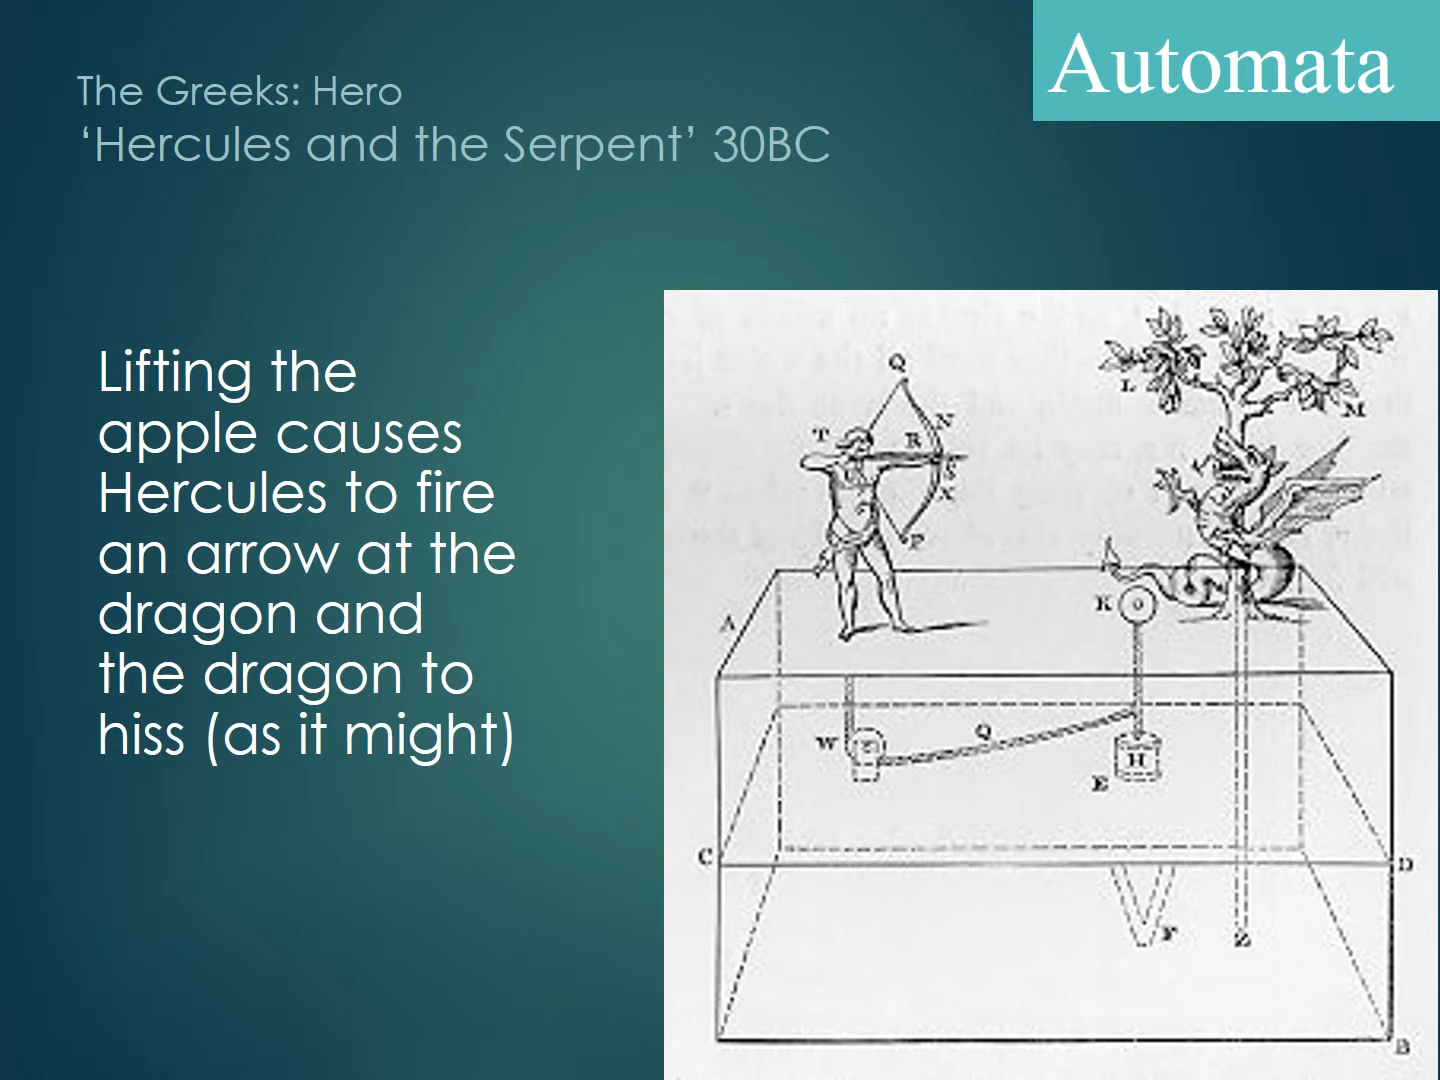 Automata
The Greeks: Hero
‘Hercules and the Serpent’ 30BC
Lifting the
apple causes
Hercules to fire
an arrow at the
dragon and
the dragon to
hiss (as it might)
Q
N
T
R
S
X
P
L
M
K
A
W
Q
H
E
C
D
F
Z
B